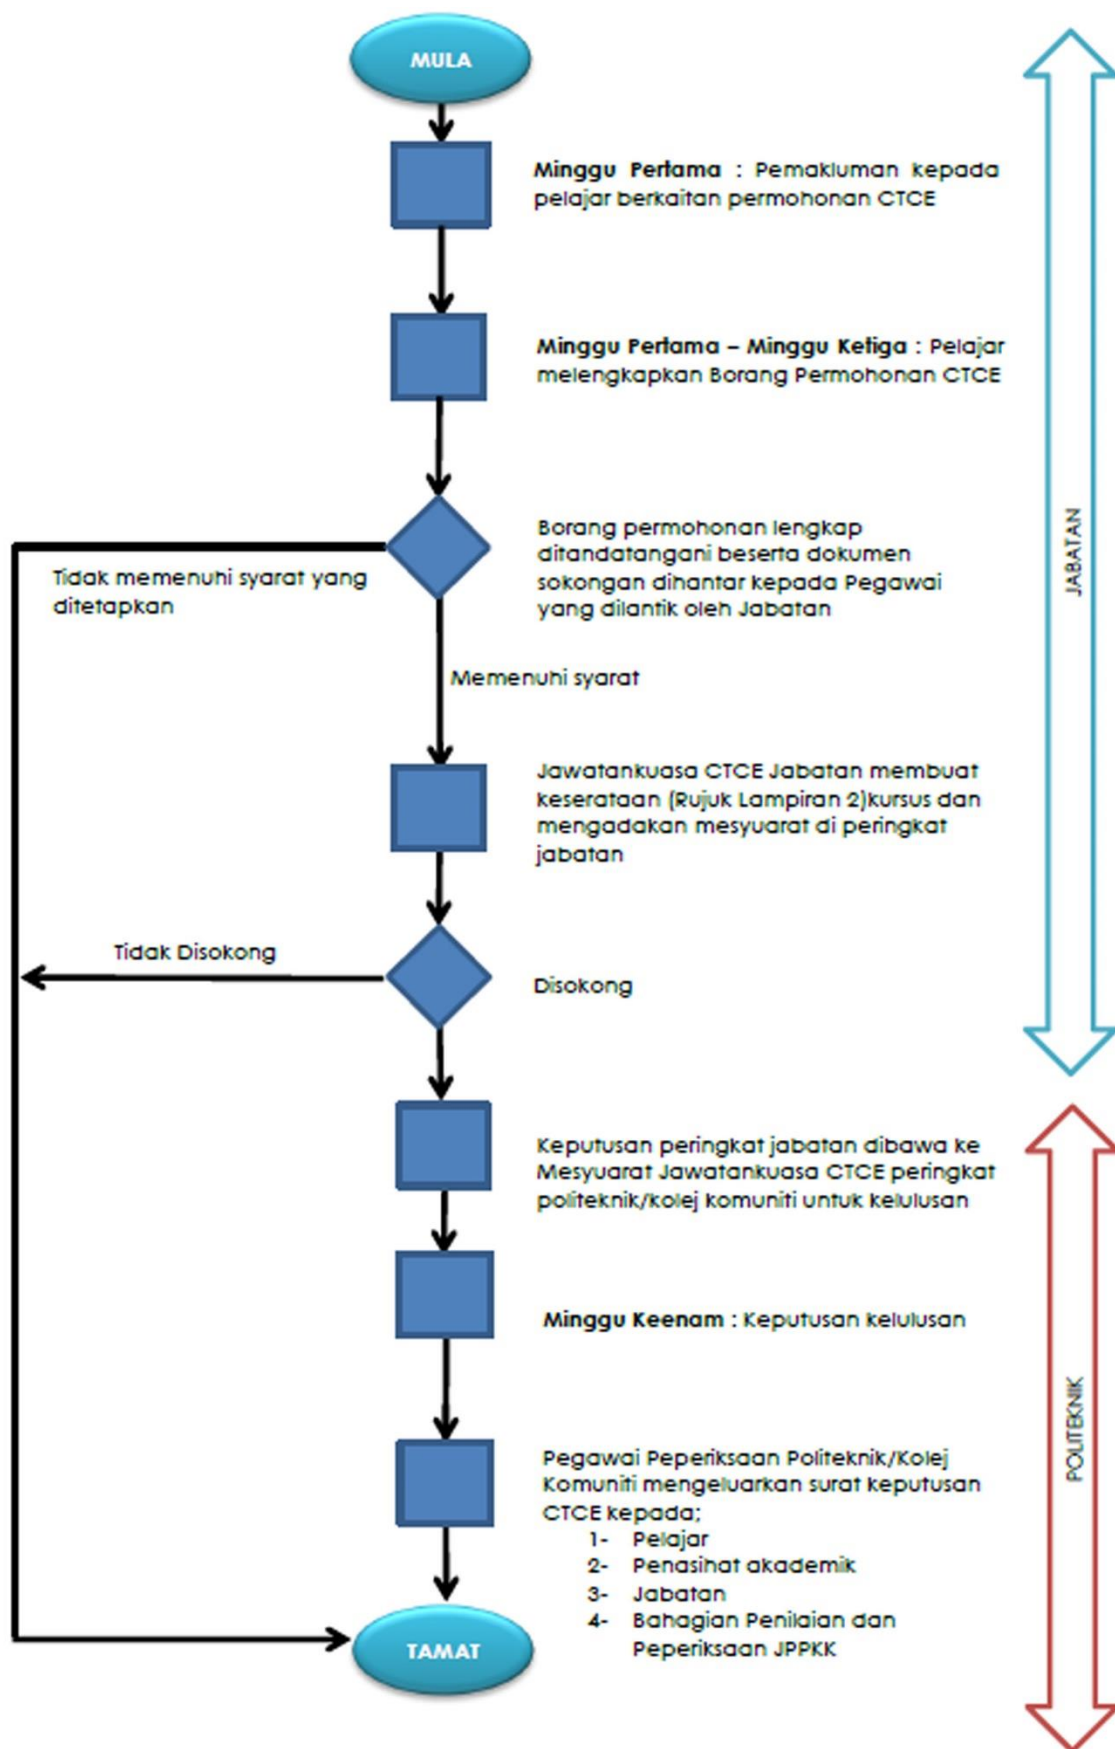 MULA
Minggu Pertama : Pemakluman kepada
pelajar berkaitan permohonan CTCE
Minggu Pertama – Minggu Ketiga : Pelajar
melengkapkan Borang Permohonan CTCE
Borang permohonan lengkap
ditandatangani beserta dokumen
sokongan dihantar kepada Pegawai
yang dilantik oleh Jabatan
Tidak memenuhi syarat yang
ditetapkan
Memenuhi syarat
Jawatankuasa CTCE Jabatan membuat
keserataan (Rujuk Lampiran 2)kursus dan
mengadakan mesyuarat di peringkat
jabatan
Tidak Disokong
Disokong
JABATAN
Keputusan peringkat jabatan dibawa ke
Mesyuarat Jawatankuasa CTCE peringkat
politeknik/kolej komuniti untuk kelulusan
Minggu Keenam : Keputusan kelulusan
Pegawai Peperiksaan Politeknik/Kolej
Komuniti mengeluarkan surat keputusan
CTCE kepada;
1- Pelajar
2- Penasihat akademik
3- Jabatan
4- Bahagian Penilaian dan
Peperiksaan JPPKK
TAMAT
POLITEKNIK